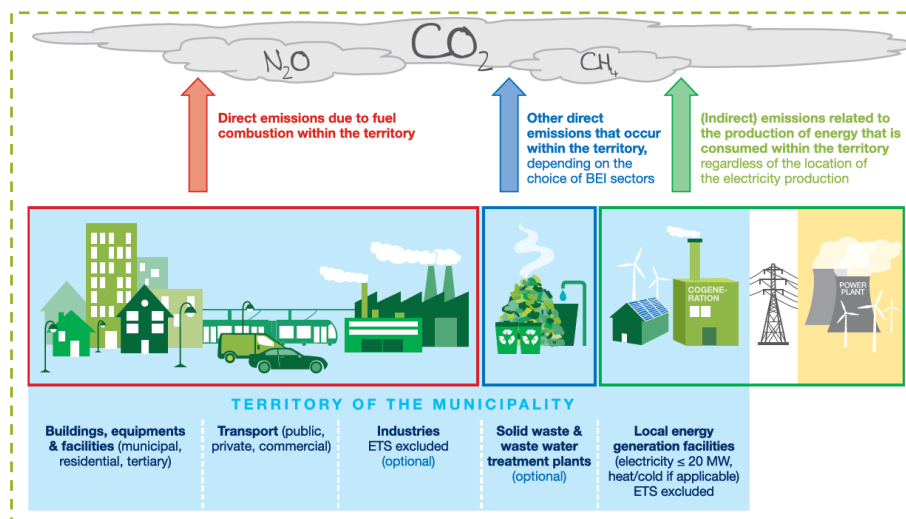 CO₂
N₂O
CH₄
Direct emissions due to fuel
combustion within the territory
Other direct
emissions that occur
within the territory,
depending on the
choice of BEI sectors
(Indirect) emissions related to
the production of energy that is
consumed within the territory
regardless of the location of
the electricity production
COGENE-
RATION
POWER
PLANT
TERRITORY OF THE MUNICIPALITY
Buildings, equipments
& facilities (municipal,
residential, tertiary)
Transport (public,
private, commercial)
Industries
ETS excluded
(optional)
Solid waste &
waste water
treatment plants
(optional)
Local energy
generation facilities
(electricity ≤ 20 MW,
heat/cold if applicable)
ETS excluded